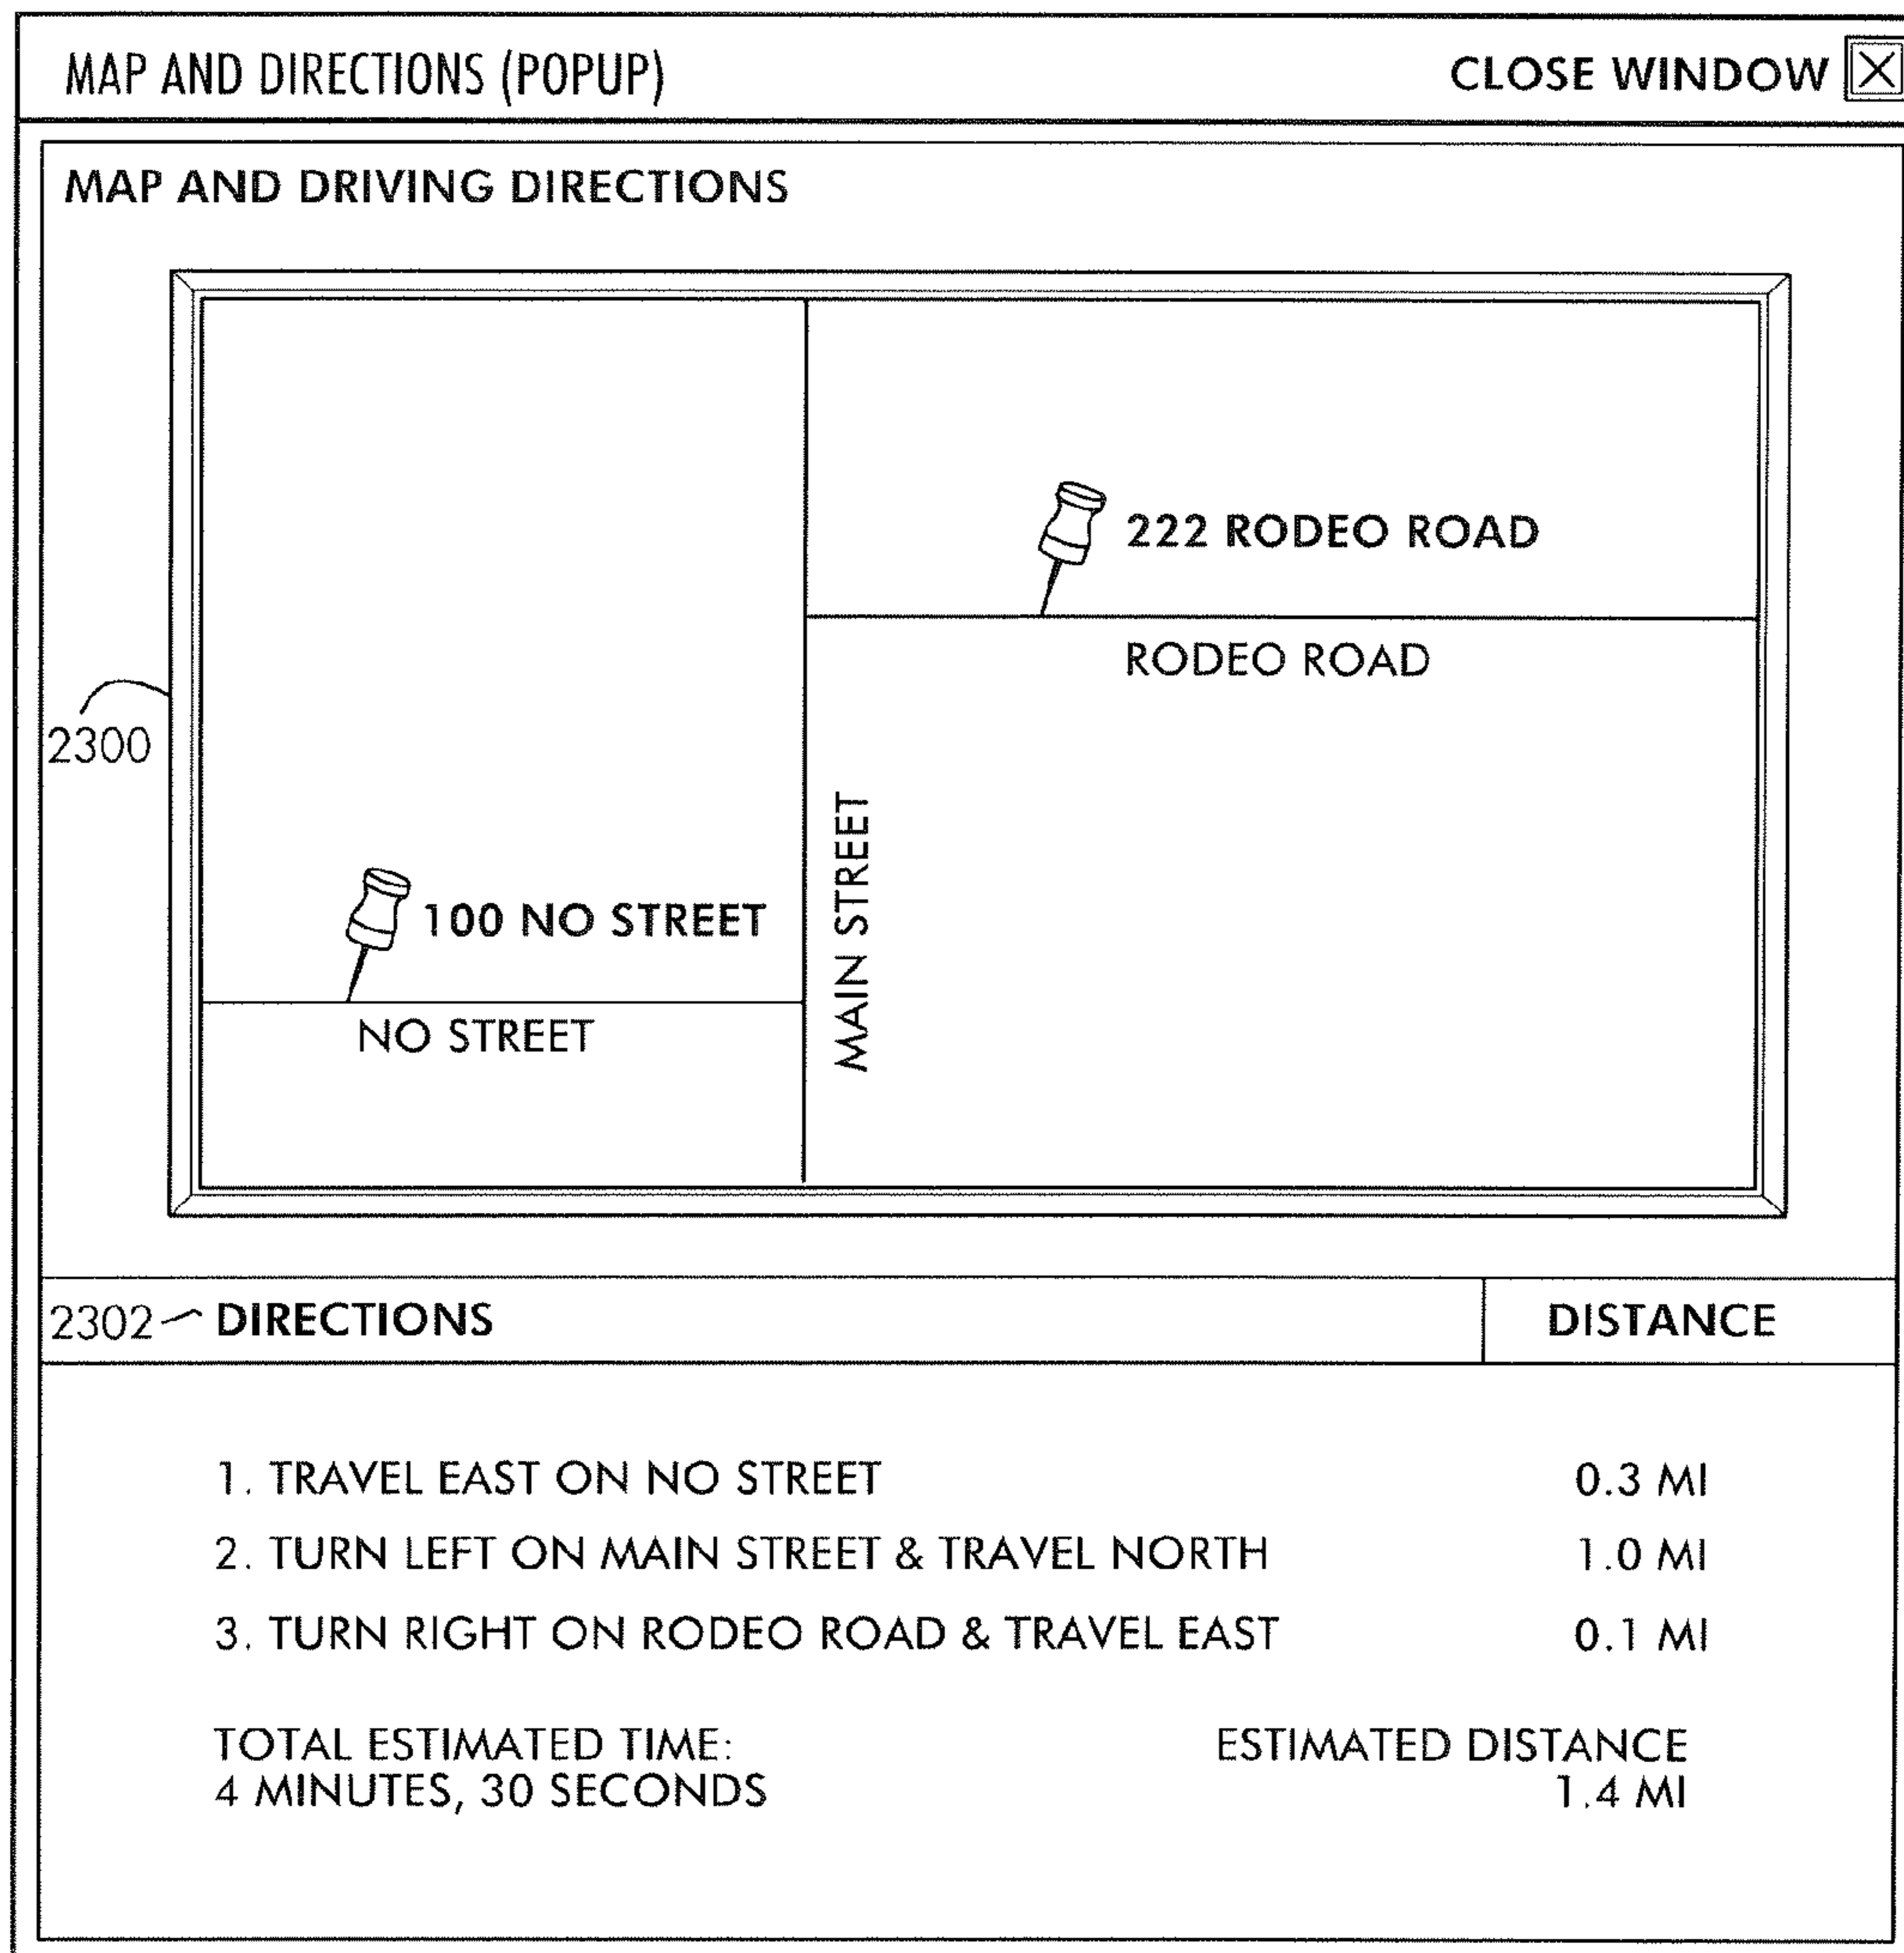 MAP AND DIRECTIONS (POPUP) CLOSE WINDOW
MAP AND DRIVING DIRECTIONS
222 RODEO ROAD
RODEO ROAD
2300
MAIN STREET
100 NO STREET
NO STREET
2302 DIRECTIONS DISTANCE
1. TRAVEL EAST ON NO STREET 0.3 MI
2. TURN LEFT ON MAIN STREET & TRAVEL NORTH 1.0 MI
3. TURN RIGHT ON RODEO ROAD & TRAVEL EAST 0.1 MI
TOTAL ESTIMATED TIME: ESTIMATED DISTANCE
4 MINUTES, 30 SECONDS 1.4 MI